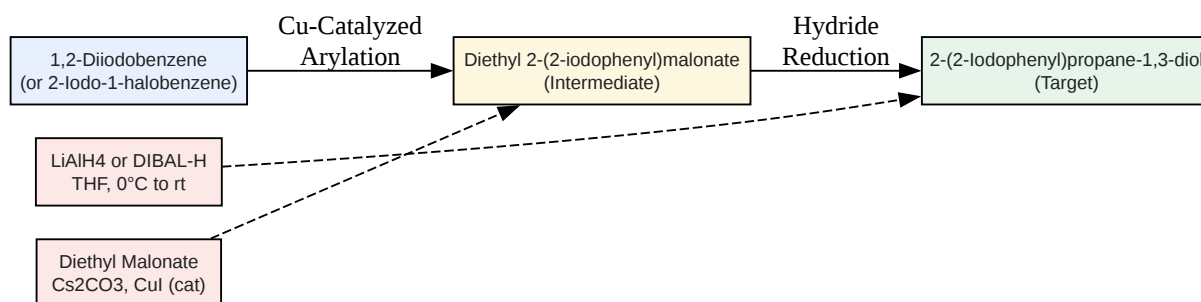 Cu-Catalyzed
Arylation
Hydride
Reduction
1,2-Diiodobenzene
(or 2-Iodo-1-halobenzene)
Diethyl 2-(2-iodophenyl)malonate
(Intermediate)
2-(2-Iodophenyl)propane-1,3-diol
(Target)
LiAlH4 or DIBAL-H
THF, 0°C to rt
Diethyl Malonate
Cs2CO3, CuI (cat)